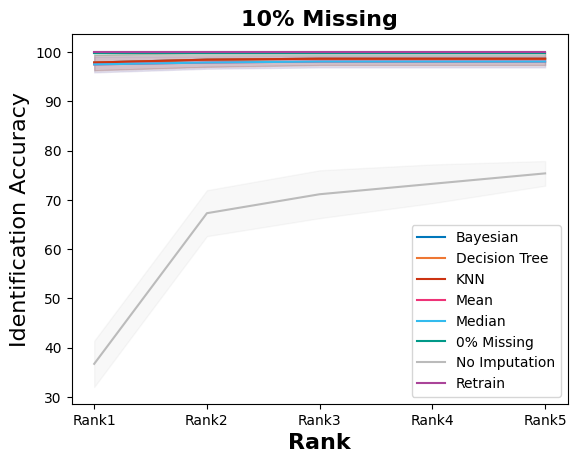 10% Missing
Identification Accuracy
100
90
80
70
60
50
40
30
Bayesian
Decision Tree
KNN
Mean
Median
0% Missing
No Imputation
Retrain
Rank1 Rank2 Rank3 Rank4 Rank5
Rank